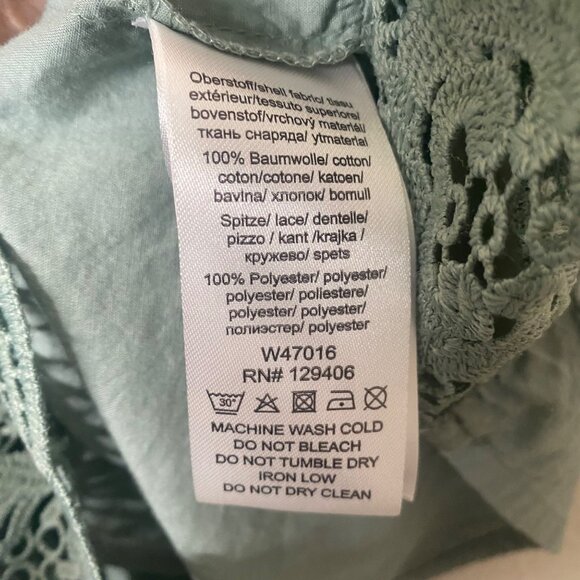 Oberstoff/shell fabric/ tissu
extérieur/tessuto superiore/
bovenstof/vrchový materiál/
ткань снаряда/ ytmaterial
100% Baumwolle/ cotton/
coton/cotone/ katoen/
bavlna/ хлопок/ bomull
Spitze/ lace/ dentelle/
pizzo / kant /krajka /
кружево/ spets
100% Polyester/ polyester/
polyester/ poliestere/
polyester/ polyester/
полиэстер/ polyester
W47016
RN# 129406
30°
MACHINE WASH COLD
DO NOT BLEACH
DO NOT TUMBLE DRY
IRON LOW
DO NOT DRY CLEAN